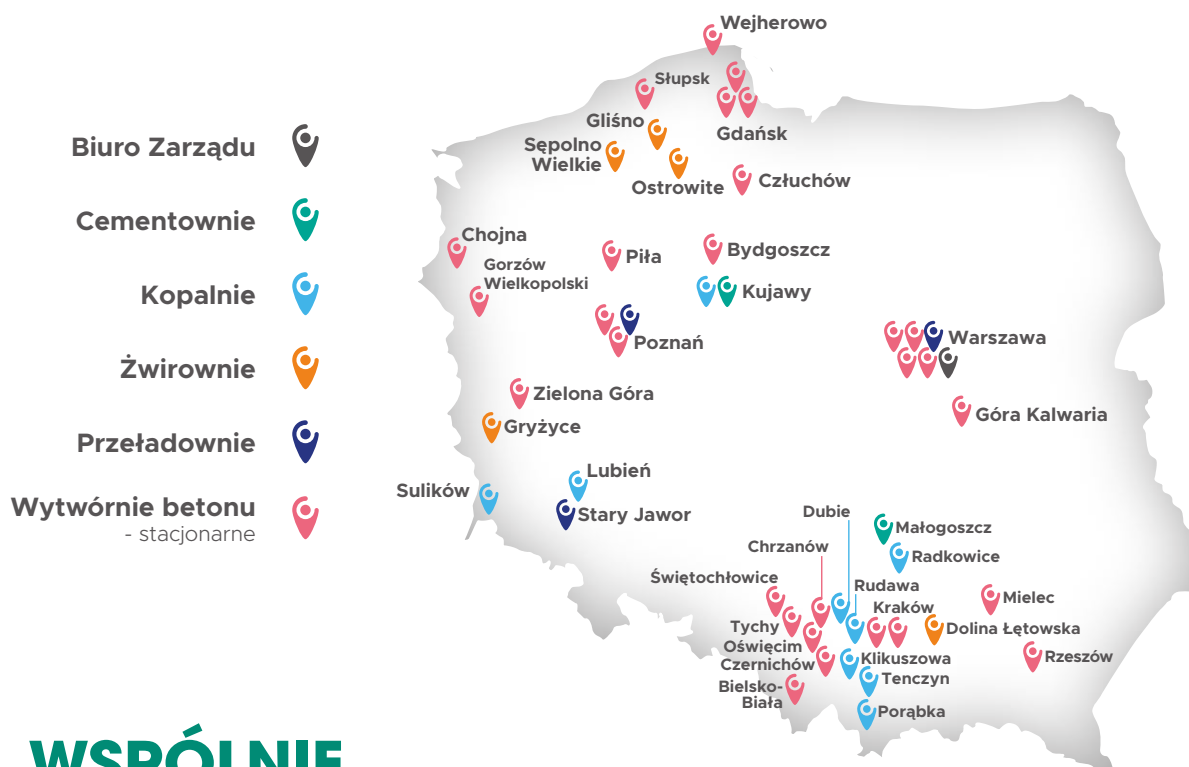 Biuro Zarządu
Cementownie
Kopalnie
Żwirownie
Przeładownie
Wytwórnie betonu
- stacjonarne
Wejherowo
Słupsk
Gdańsk
Gliśno
Sępolno
Wielkie
Ostrowite
Człuchów
Chojna
Gorzów
Wielkopolski
Piła
Bydgoszcz
Kujawy
Poznań
Warszawa
Zielona Góra
Góra Kalwaria
Gryżyce
Lubień
Sulików
Stary Jawor
Dubie
Małogoszcz
Chrzanów
Radkowice
Świętochłowice
Rudawa
Kraków
Mielec
Tychy
Dolina Łętowska
Oświęcim
Czernichów
Klikuszowa
Rzeszów
Tenczyn
Bielsko-
Biała
Porąbka
WSPÓLNIE